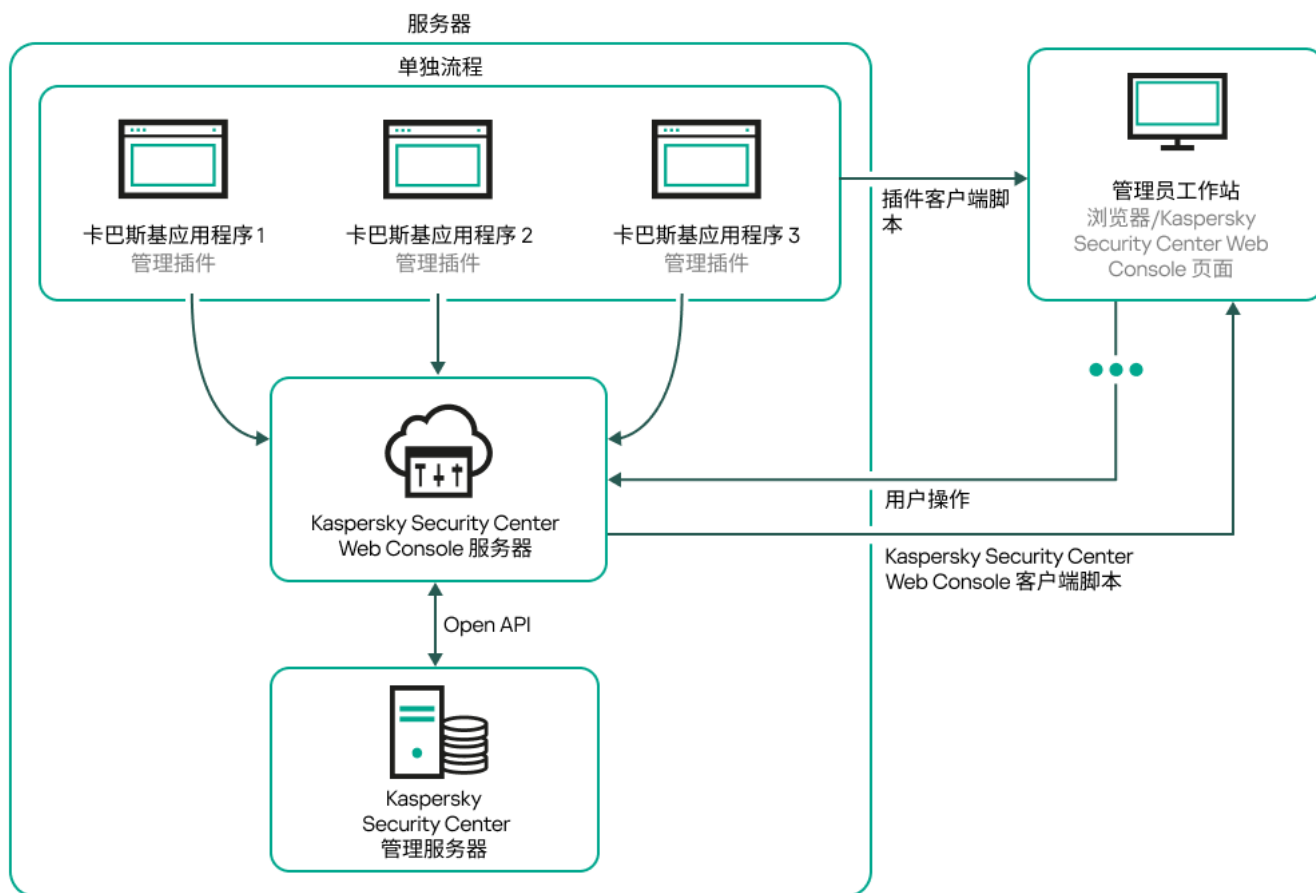 服务器
单独流程
卡巴斯基应用程序 1
管理插件
卡巴斯基应用程序 2
管理插件
卡巴斯基应用程序 3
管理插件
插件客户端脚
本
管理员工作站
浏览器/Kaspersky
Security Center Web
Console 页面
Kaspersky Security Center
Web Console 服务器
用户操作
Kaspersky Security Center
Web Console 客户端脚本
Open API
Kaspersky
Security Center
管理服务器